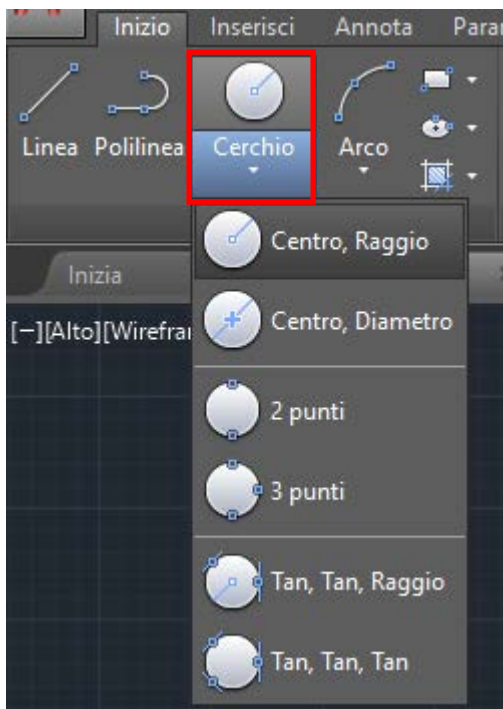 Inizio Inserisci Annota
Linea Polilinea Cerchio Arco
Centro, Raggio
Inizia
Centro, Diametro
[−][Alto]
2 punti
3 punti
Tan, Tan, Raggio
Tan, Tan, Tan